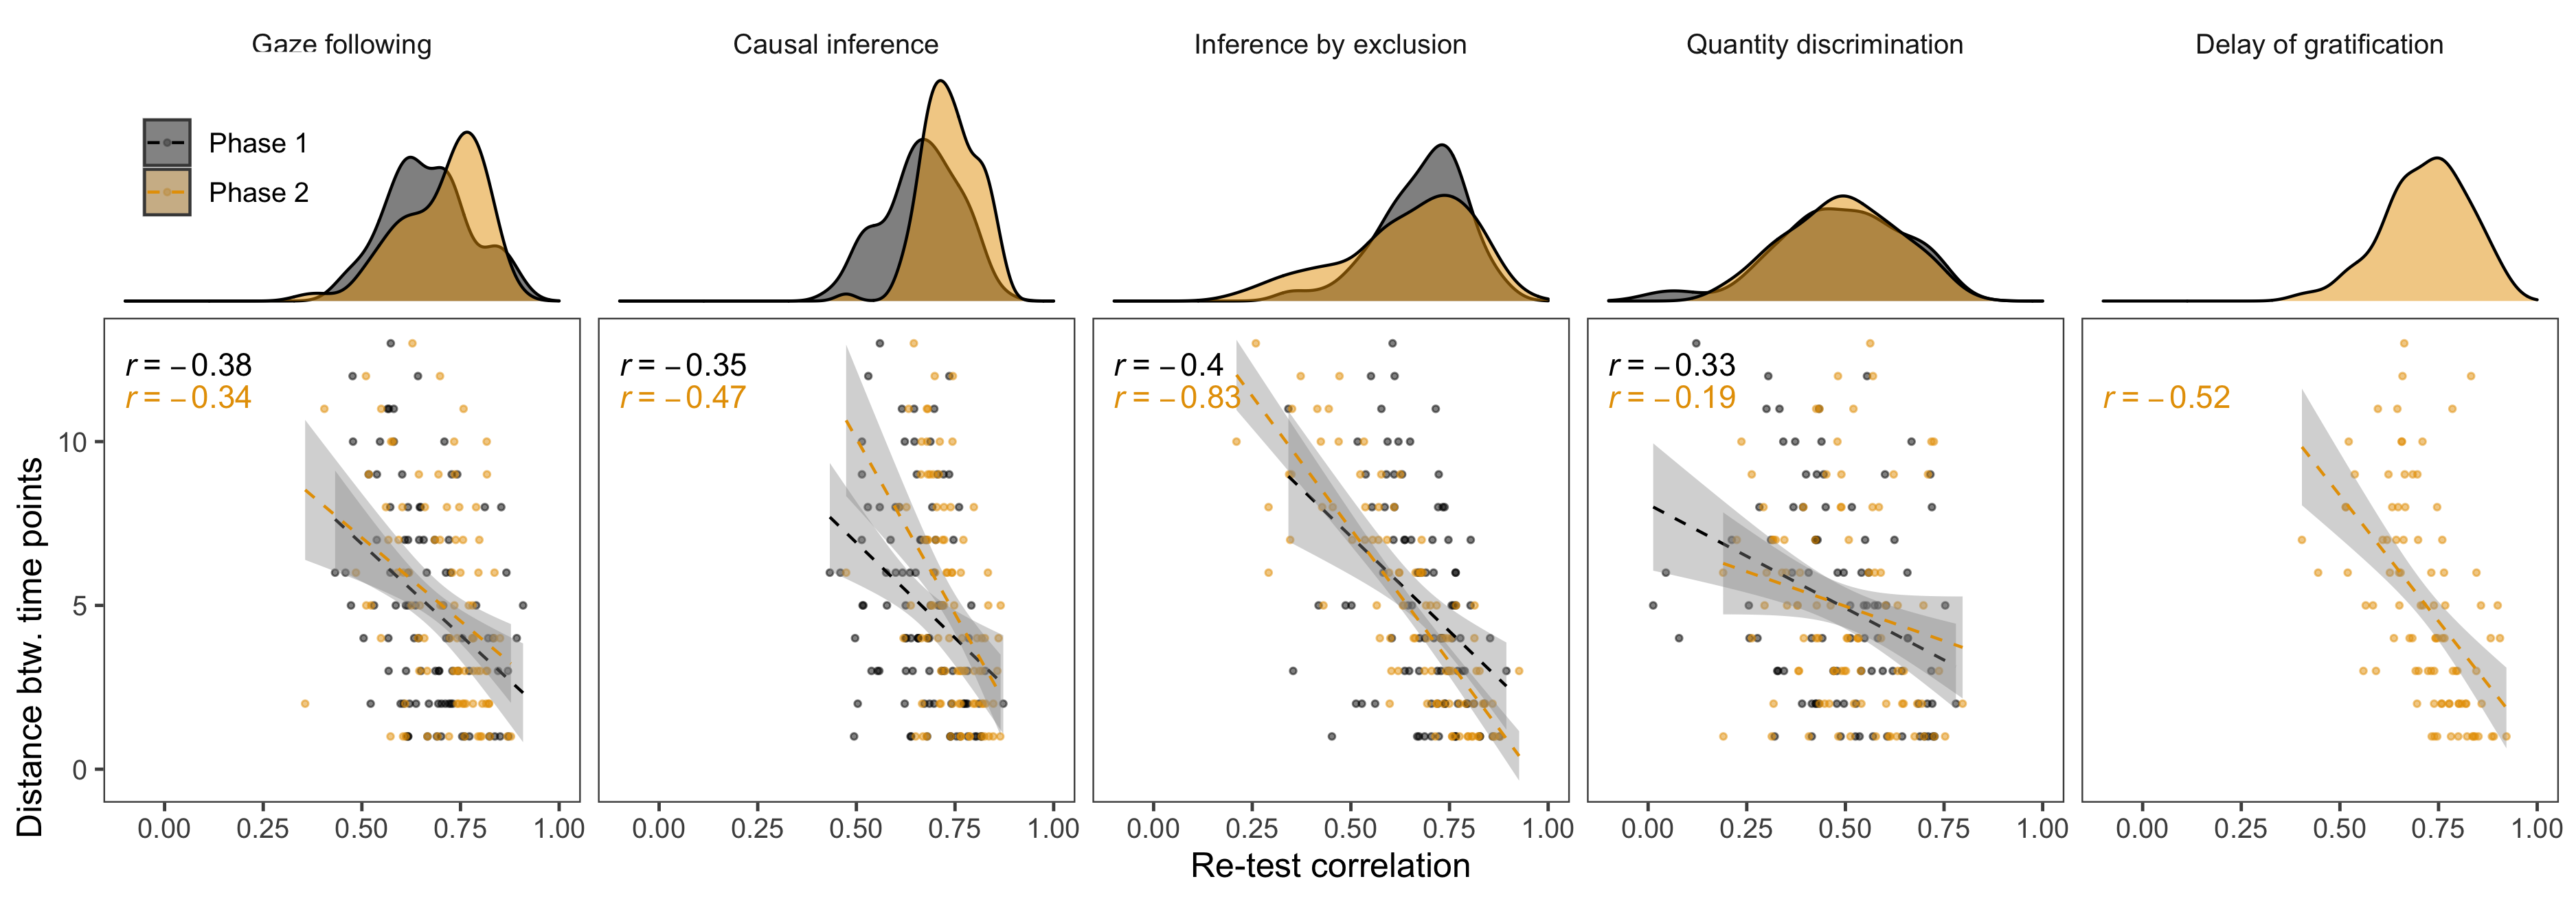 Gaze following
Causal inference
Inference by exclusion
Quantity discrimination
Delay of gratification
Phase 1
Phase 2
r = −0.38
r = −0.34
r = −0.35
r = −0.47
r = −0.4
r = −0.83
r = −0.33
r = −0.19
r = −0.52
Distance btw. time points
10
5
0
0.00 0.25 0.50 0.75 1.00
0.00 0.25 0.50 0.75 1.00
0.00 0.25 0.50 0.75 1.00
0.00 0.25 0.50 0.75 1.00
0.00 0.25 0.50 0.75 1.00
Re-test correlation